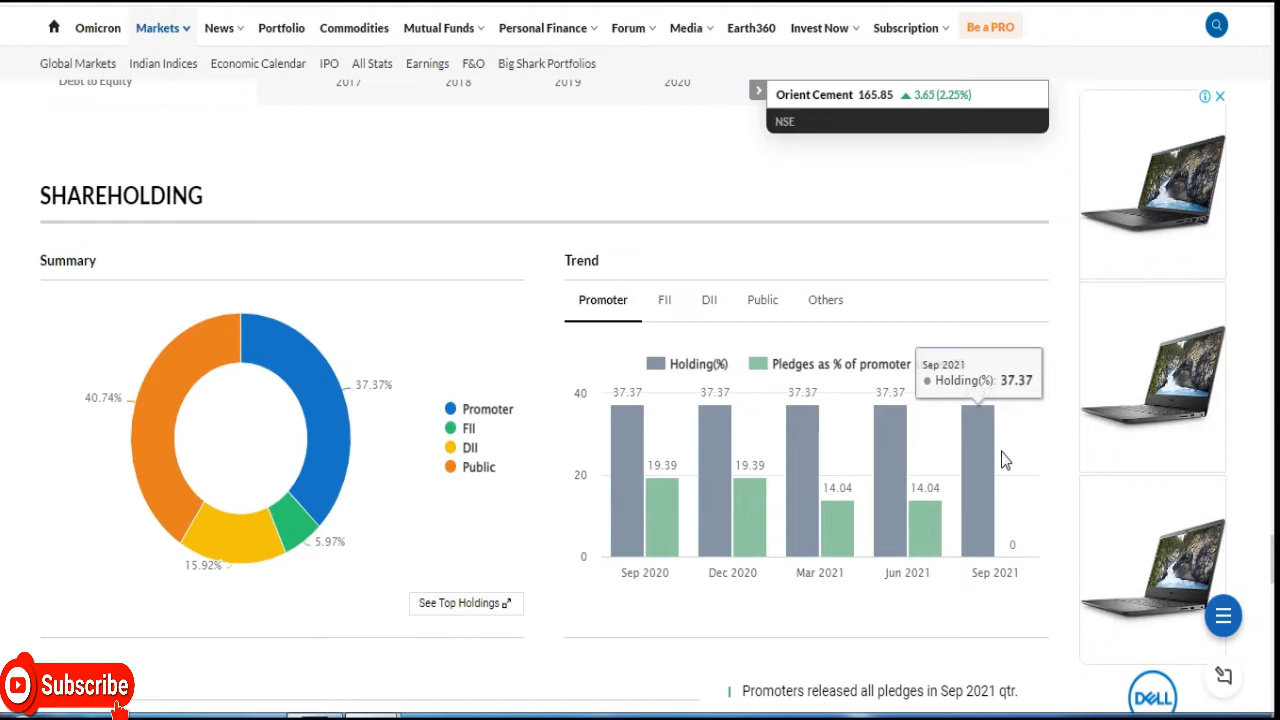 Omicron Markets News Portfolio Commodities Mutual Funds Personal Finance Forum Media Earth360 Invest Now Subscription Be a PRO
Global Markets Indian Indices Economic Calendar IPO All Stats Earnings F&O Big Shark Portfolios
Debt to Equity 2017 2018 2019 2020
Orient Cement 165.85 3.65 (2.25%)
NSE
SHAREHOLDING
Summary
40.74%
37.37%
5.97%
15.92%
Promoter
FII
DII
Public
See Top Holdings
Trend
Promoter FII DII Public Others
Holding(%) Pledges as % of promoter
Sep 2021
Holding(%): 37.37
40 37.37 37.37 37.37 37.37
20 19.39 19.39 14.04 14.04
0 0
Sep 2020 Dec 2020 Mar 2021 Jun 2021 Sep 2021
Promoters released all pledges in Sep 2021 qtr.
Subscribe
DELL